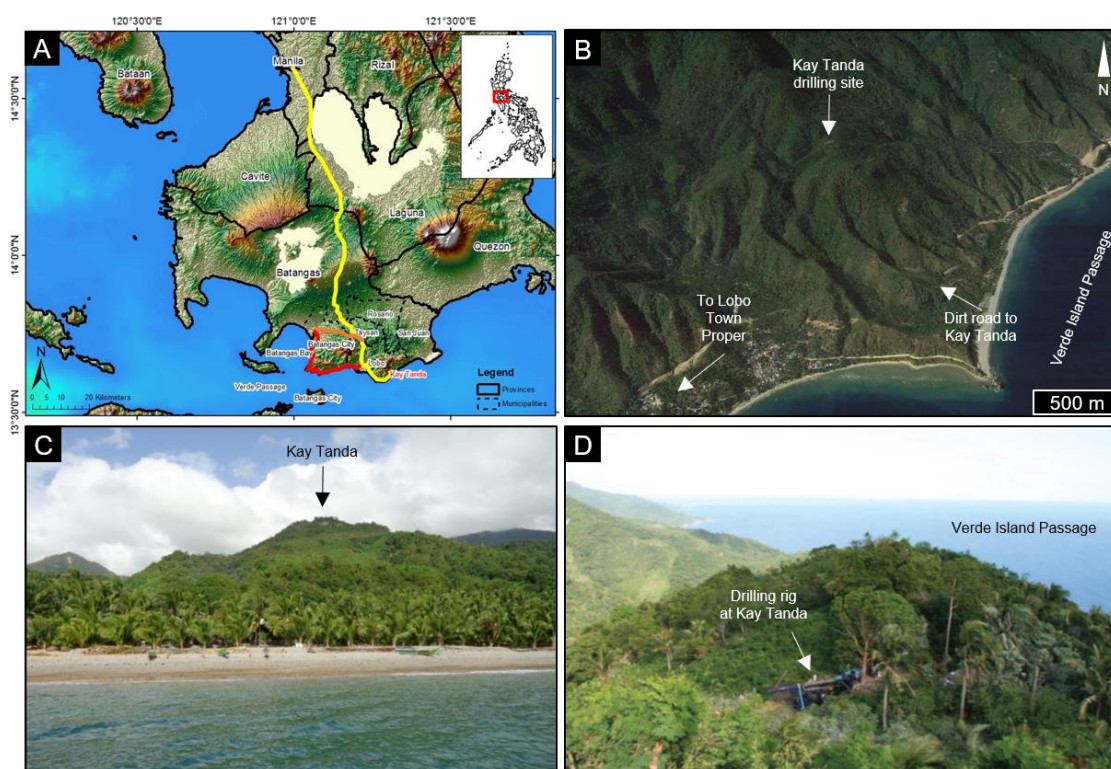 120°30'0"E
121°0'0"E
121°30'0"E
14°30'0"N
14°0'0"N
13°30'0"N
A
Manila
Rizal
Bataan
Cavite
Laguna
Quezon
Batangas
Rosario
Taysan
San Juan
Batangas City
Batangas Bay
Lobo
Kay Tanda
Verde Passage
Batangas City
N
0 5 10 20 Kilometers
Legend
Provinces
Municipalities
B
Kay Tanda
drilling site
N
To Lobo
Town
Proper
Dirt road to
Kay Tanda
Verde Island Passage
500 m
C
Kay Tanda
D
Verde Island Passage
Drilling rig
at Kay Tanda